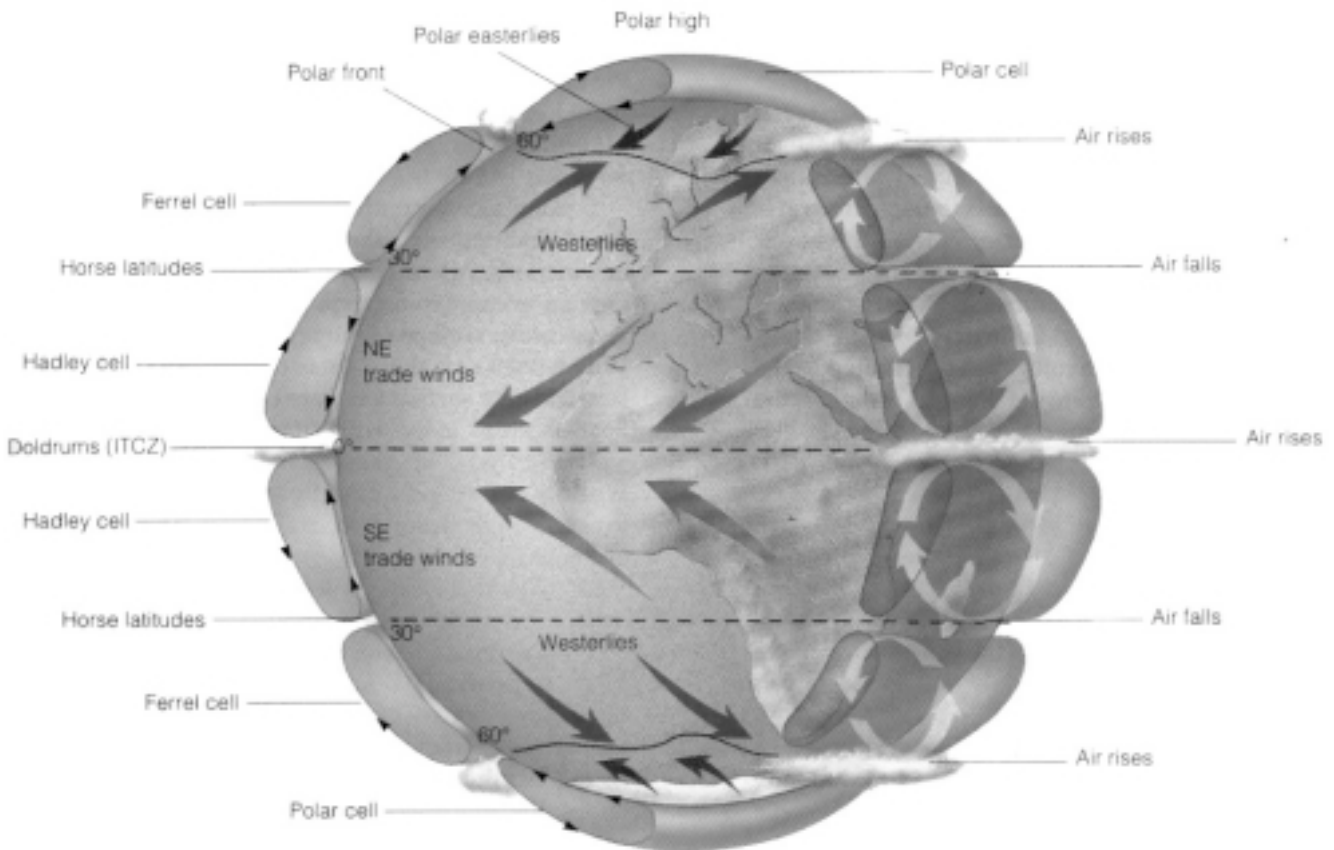 Polar high
Polar easterlies
Polar front
Polar cell
60°
Air rises
Ferrel cell
Westerlies
30°
Horse latitudes
Air falls
NE
trade winds
Hadley cell
Doldrums (ITCZ)
0°
Air rises
Hadley cell
SE
trade winds
Horse latitudes
30°
Air falls
Westerlies
Ferrel cell
60°
Air rises
Polar cell